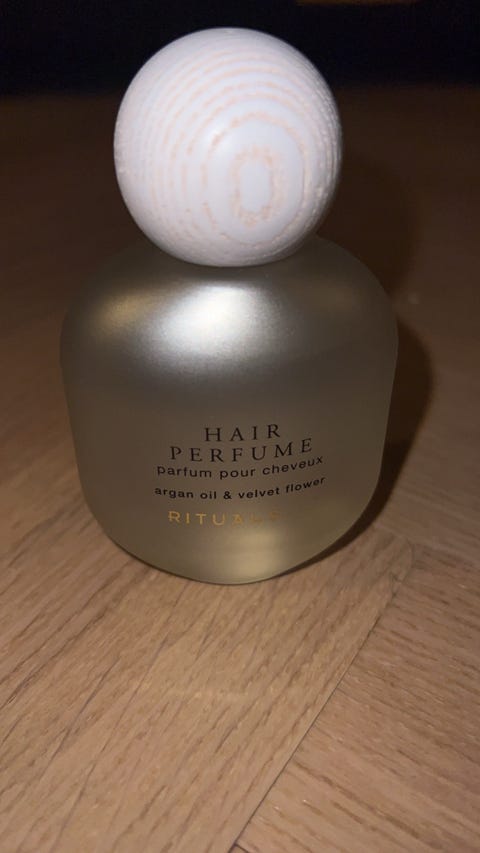 HAIR
PERFUME
parfum pour cheveux
argan oil & velvet flower
RITUALS